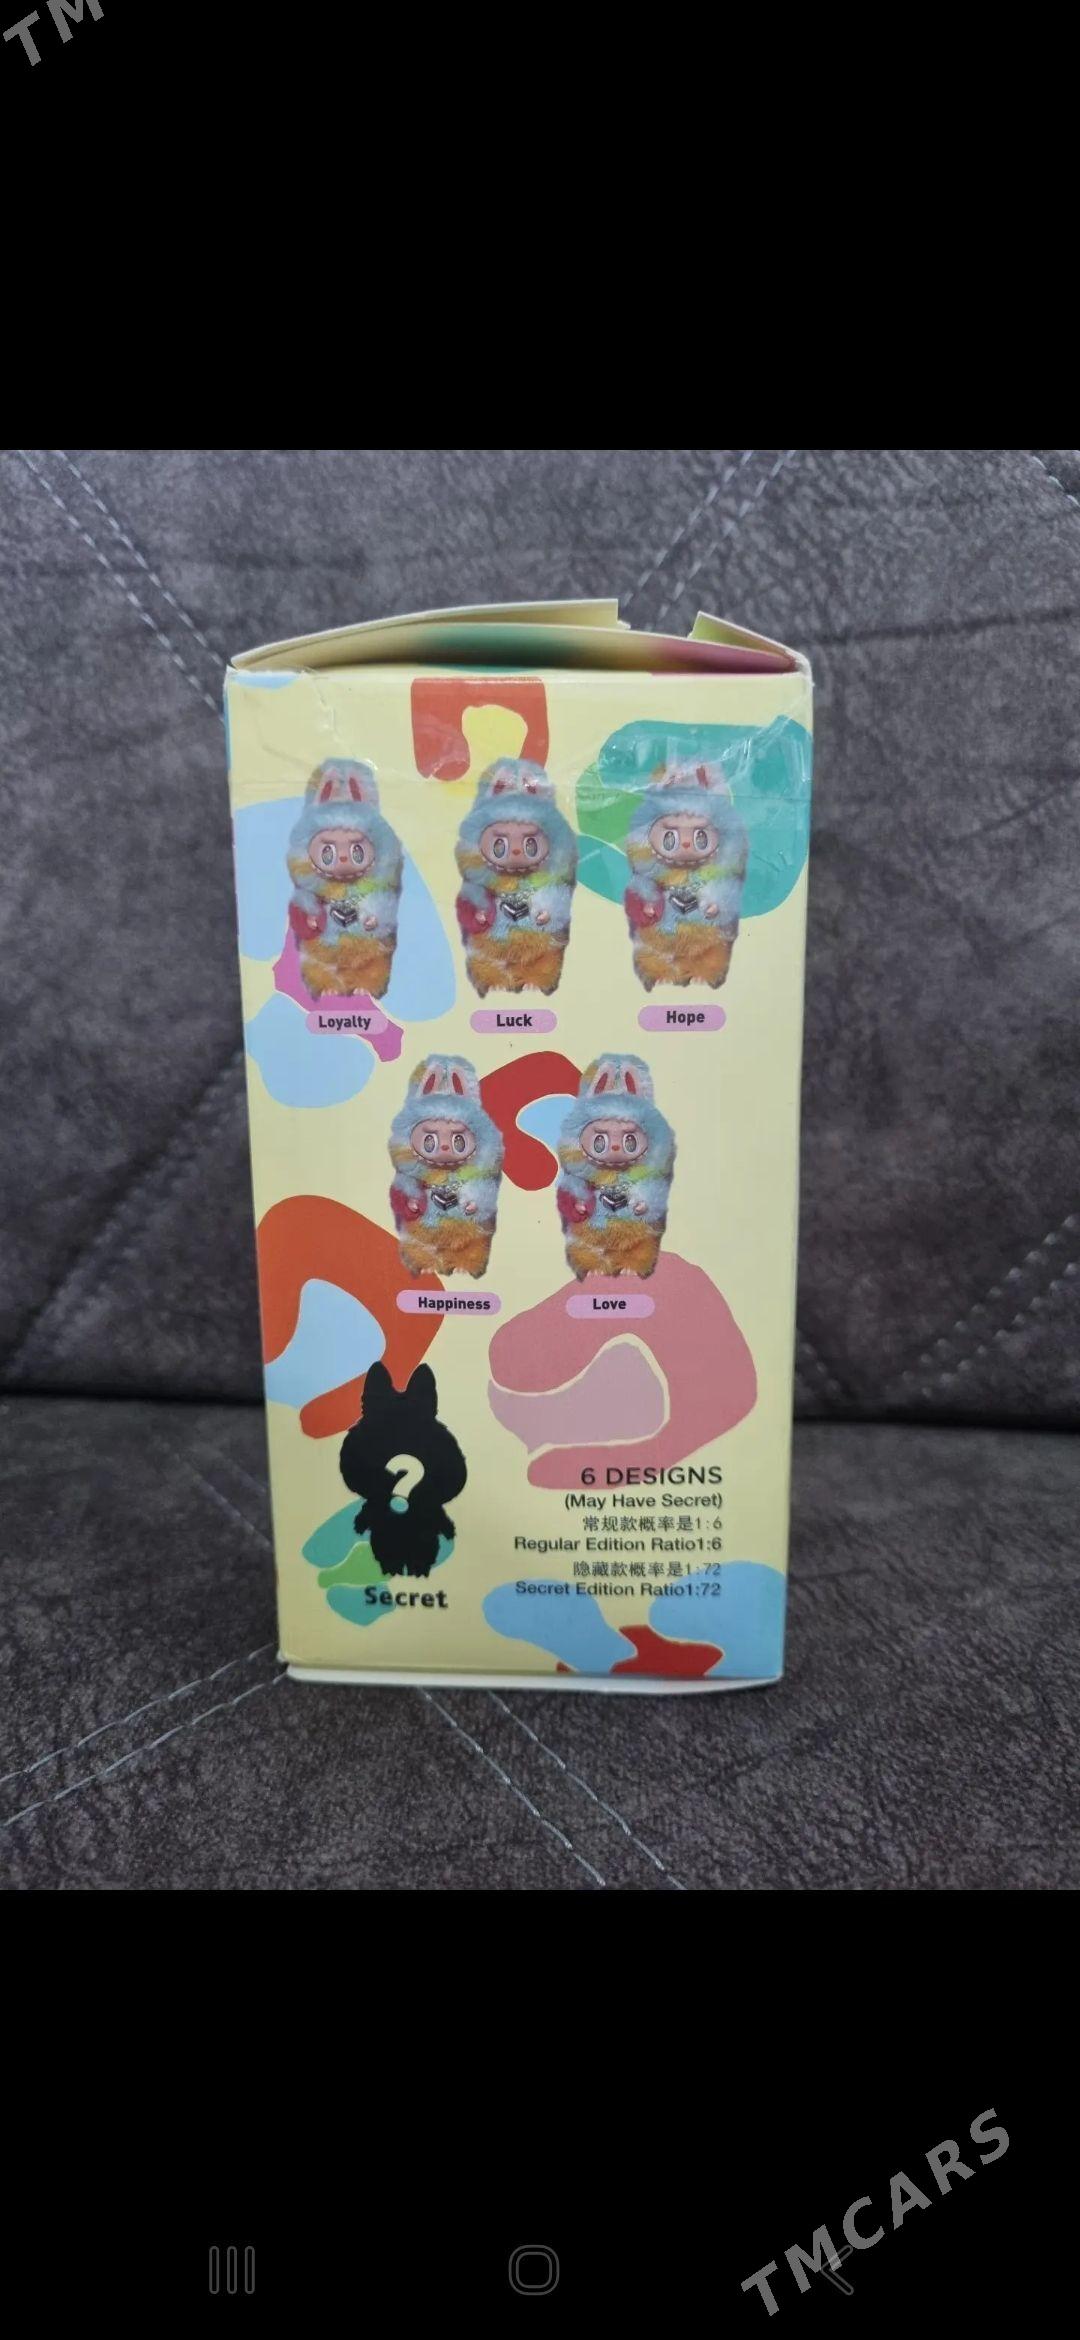 TM
Loyalty
Luck
Hope
Happiness
Love
?
Secret
6 DESIGNS
(May Have Secret)
常规款概率是1:6
Regular Edition Ratio1:6
隐藏款概率是1:72
Secret Edition Ratio1:72
TMCARS